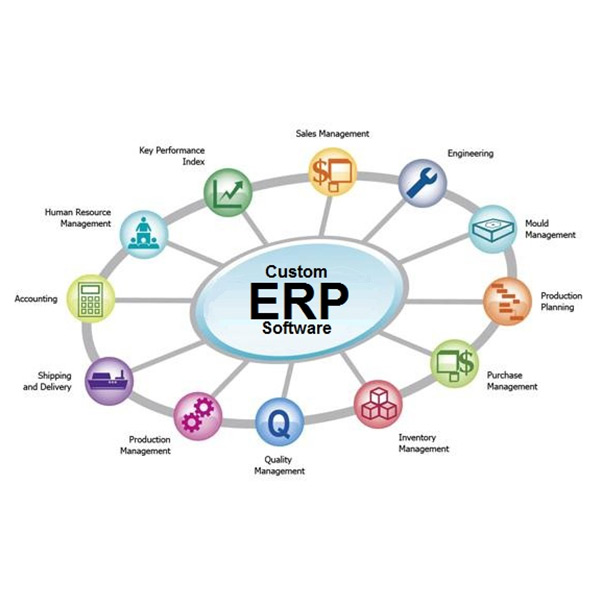 Sales Management
Key Performance
Index
Engineering
Human Resource
Management
Mould
Management
Custom
ERP
Software
Accounting
Production
Planning
Shipping
and Delivery
Purchase
Management
Production
Management
Q
Quality
Management
Inventory
Management
$
$